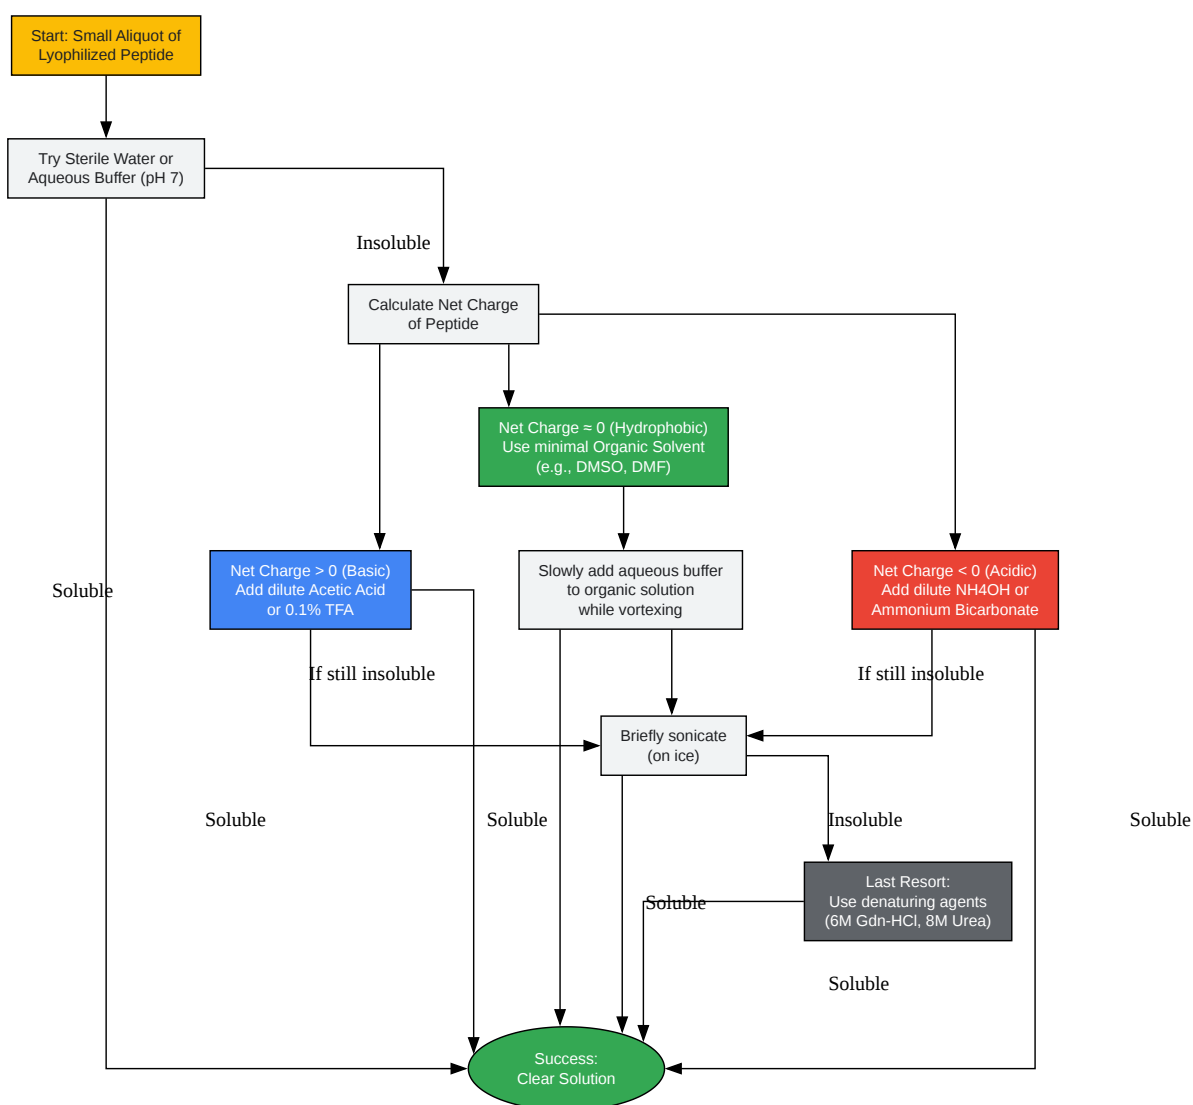 Start: Small Aliquot of
Lyophilized Peptide
Try Sterile Water or
Aqueous Buffer (pH 7)
Insoluble
Calculate Net Charge
of Peptide
Net Charge ≈ 0 (Hydrophobic)
Use minimal Organic Solvent
(e.g., DMSO, DMF)
Soluble
Net Charge > 0 (Basic)
Add dilute Acetic Acid
or 0.1% TFA
Slowly add aqueous buffer
to organic solution
while vortexing
Net Charge < 0 (Acidic)
Add dilute NH4OH or
Ammonium Bicarbonate
If still insoluble
If still insoluble
Briefly sonicate
(on ice)
Soluble
Soluble
Insoluble
Soluble
Last Resort:
Use denaturing agents
(6M Gdn-HCl, 8M Urea)
Soluble
Soluble
Success:
Clear Solution